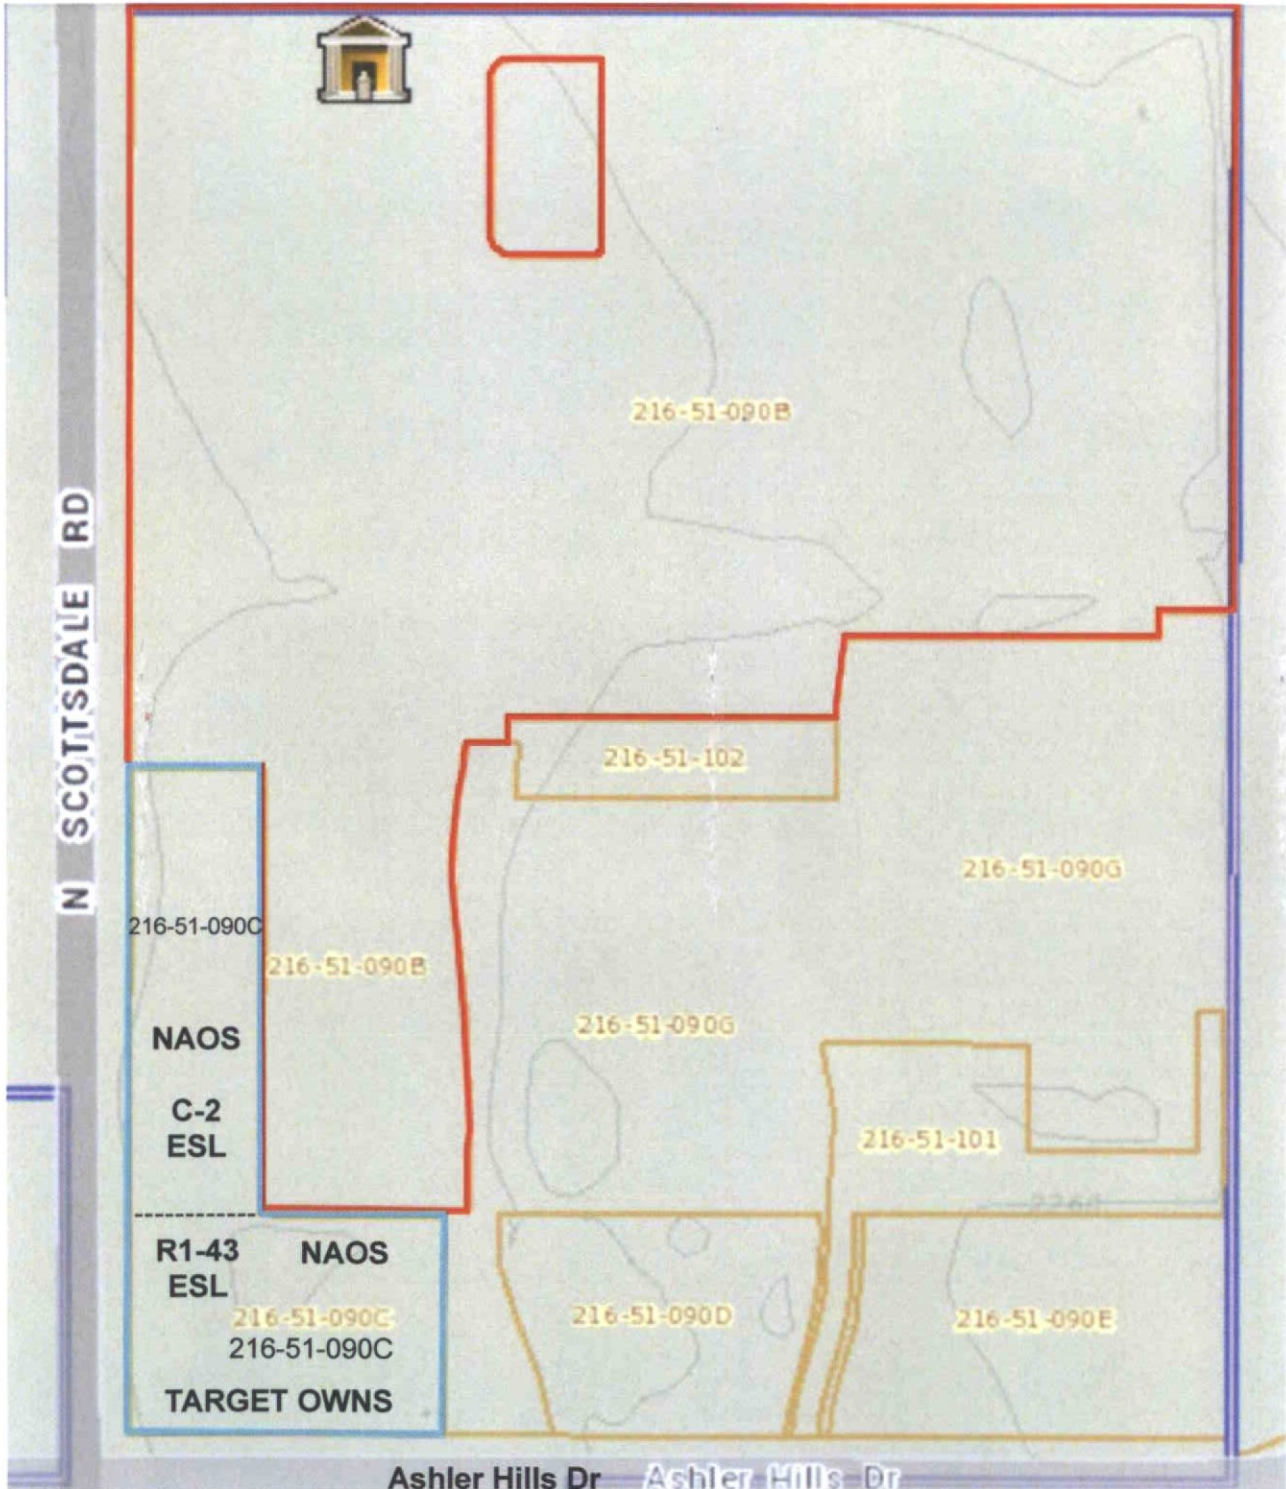 216-51-090B
N SCOTTSDALE RD
216-51-102
216-51-090G
216-51-090C
216-51-090B
216-51-090G
NAOS
C-2
ESL
216-51-101
2260
R1-43
ESL
NAOS
216-51-090C
216-51-090C
216-51-090D
216-51-090E
TARGET OWNS
Ashler Hills Dr
Ashler Hills Dr